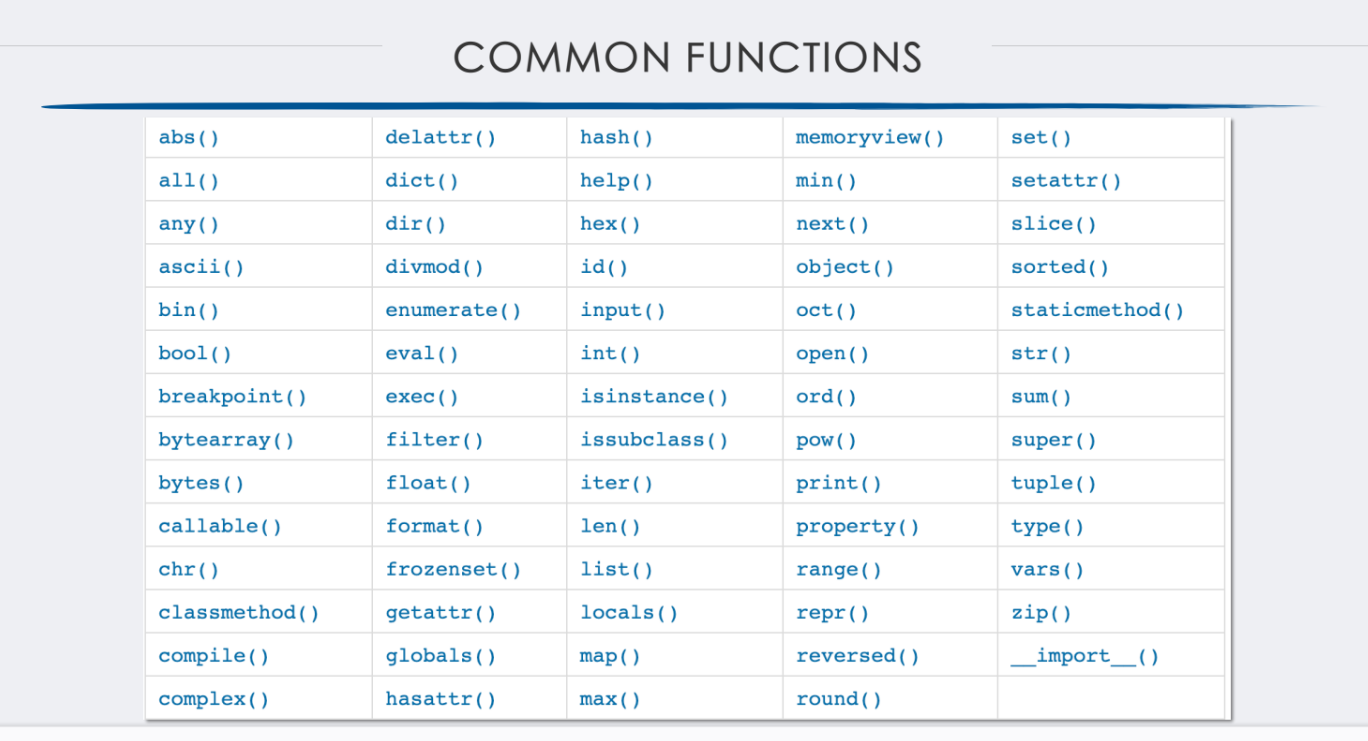 COMMON FUNCTIONS
abs() delattr() hash() memoryview() set()
all() dict() help() min() setattr()
any() dir() hex() next() slice()
ascii() divmod() id() object() sorted()
bin() enumerate() input() oct() staticmethod()
bool() eval() int() open() str()
breakpoint() exec() isinstance() ord() sum()
bytearray() filter() issubclass() pow() super()
bytes() float() iter() print() tuple()
callable() format() len() property() type()
chr() frozenset() list() range() vars()
classmethod() getattr() locals() repr() zip()
compile() globals() map() reversed() __import__()
complex() hasattr() max() round()